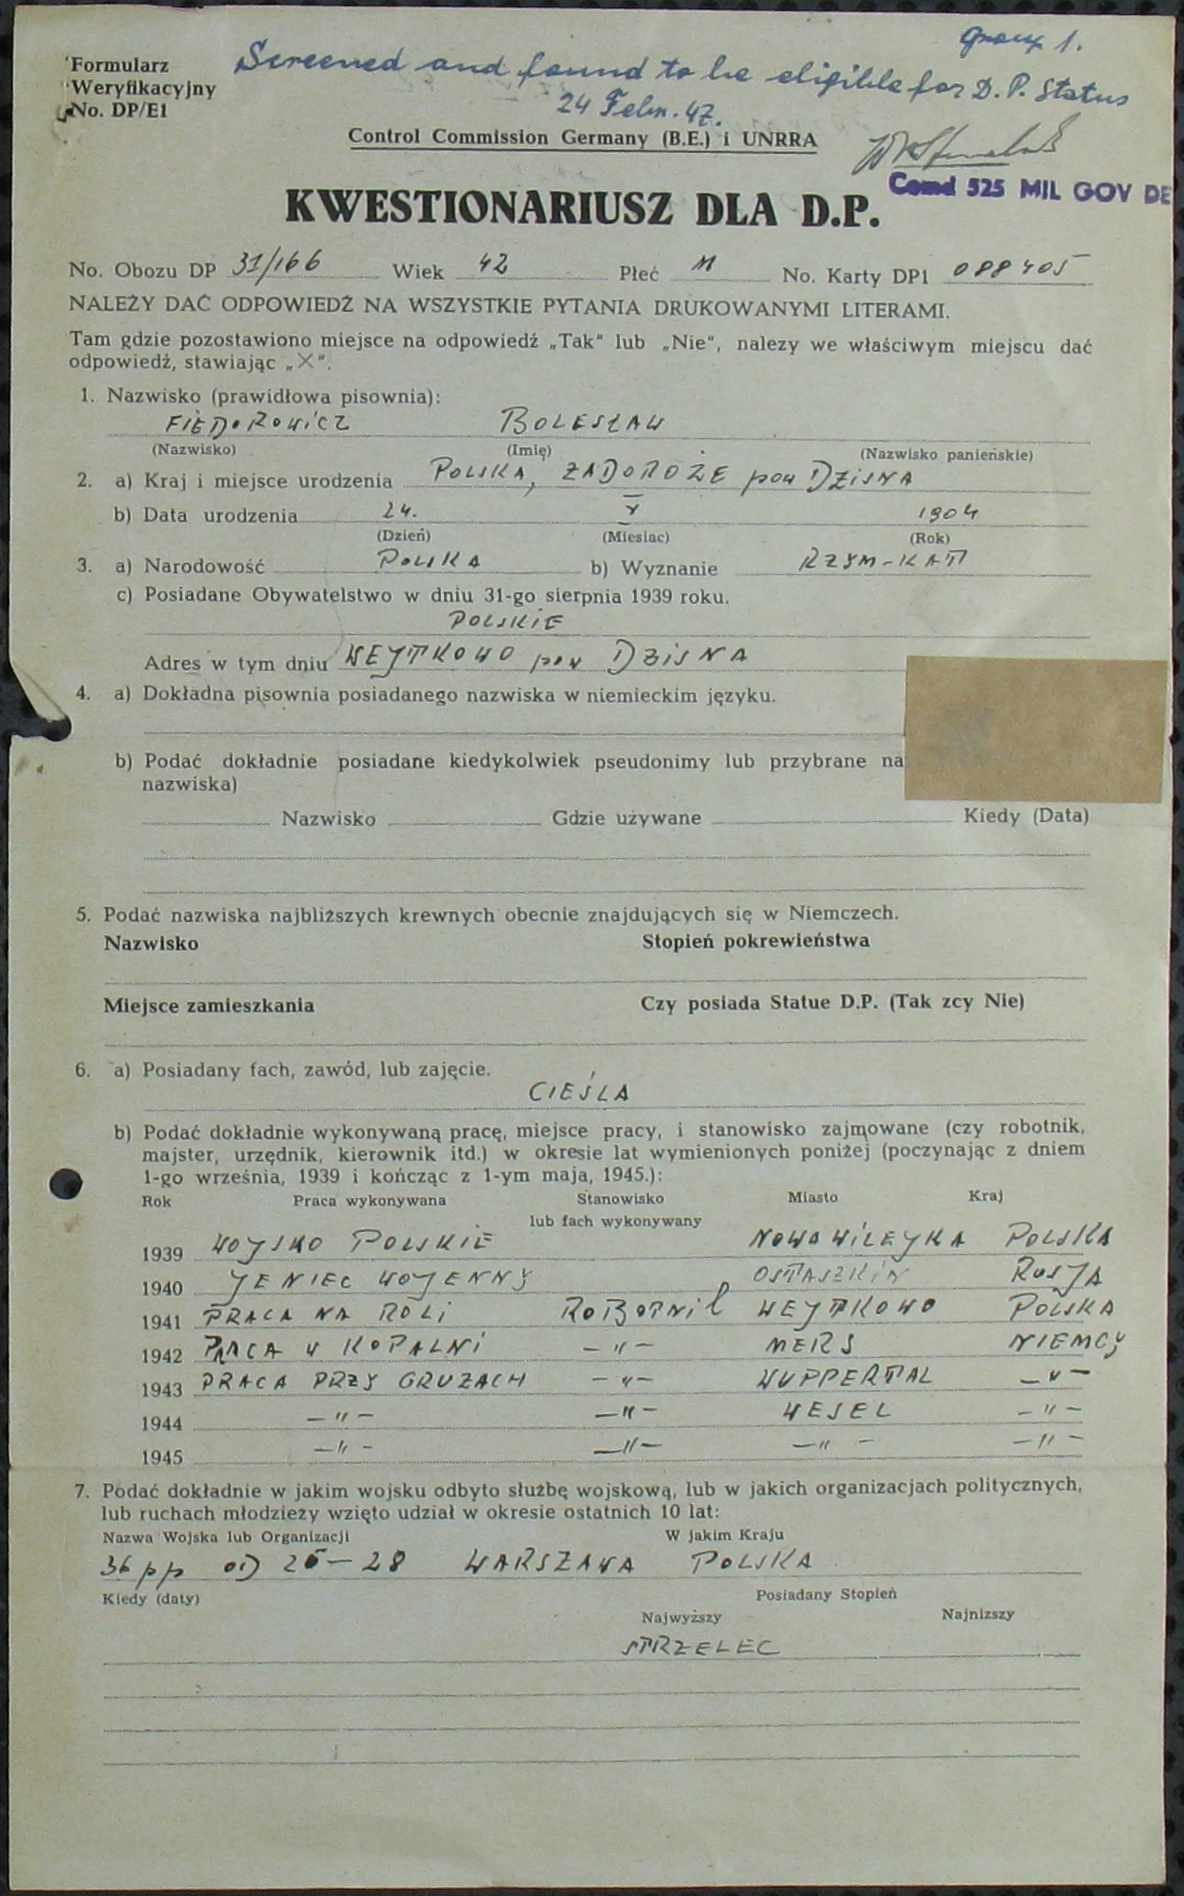 Group 1.
Formularz
Weryfikacyjny
No. DP/E1
Screened and found to be eligible for D.P. Status
24 Febr. 47.
Control Commission Germany (B.E.) i UNRRA
Comd 525 MIL GOV DE
KWESTIONARIUSZ DLA D.P.
No. Obozu DP 31/166 Wiek 42 Płeć M No. Karty DP1 088405
NALEŻY DAĆ ODPOWIEDŹ NA WSZYSTKIE PYTANIA DRUKOWANYMI LITERAMI.
Tam gdzie pozostawiono miejsce na odpowiedź „Tak“ lub „Nie“, nalezy we właściwym miejscu dać
odpowiedź, stawiając „X“.
1. Nazwisko (prawidłowa pisownia):
FIEDOROWICZ BOLESŁAW
(Nazwisko) (Imię) (Nazwisko panieńskie)
2. a) Kraj i miejsce urodzenia POLSKA, ZADOROŻE pow DZISNA
b) Data urodzenia 24. V 1904
(Dzień) (Miesiac) (Rok)
3. a) Narodowość POLSKA b) Wyznanie RZYM-KAT
c) Posiadane Obywatelstwo w dniu 31-go sierpnia 1939 roku.
POLSKIE
Adres w tym dniu WEJTKOWO pow DZISNA
4. a) Dokładna pisownia posiadanego nazwiska w niemieckim języku.
b) Podać dokładnie posiadane kiedykolwiek pseudonimy lub przybrane na
nazwiska)
Nazwisko Gdzie używane Kiedy (Data)
5. Podać nazwiska najbliższych krewnych obecnie znajdujących się w Niemczech.
Nazwisko Stopień pokrewieństwa
Miejsce zamieszkania Czy posiada Statue D.P. (Tak zcy Nie)
6. a) Posiadany fach, zawód, lub zajęcie.
CIEŚLA
b) Podać dokładnie wykonywaną pracę, miejsce pracy, i stanowisko zajmowane (czy robotnik,
majster, urzędnik, kierownik itd.) w okresie lat wymienionych poniżej (poczynając z dniem
1-go września, 1939 i kończąc z 1-ym maja, 1945.):
Rok Praca wykonywana Stanowisko Miasto Kraj
lub fach wykonywany
1939 WOJSKO POLSKIE NOWOWILEJKA POLSKA
1940 JENIEC WOJENNY OSTASZKIN ROSJA
1941 PRACA NA ROLI ROBOTNIK WEJTKOWO POLSKA
1942 PRACA W KOPALNI —"— MERS NIEMCY
1943 PRACA PRZY GRUZACH —"— WUPPERTAL —"—
1944 —"— —"— WESEL —"—
1945 —"— —"— —"— —"—
7. Podać dokładnie w jakim wojsku odbyto służbę wojskową, lub w jakich organizacjach politycznych,
lub ruchach młodzieży wzięto udział w okresie ostatnich 10 lat:
Nazwa Wojska lub Organizacji W jakim Kraju
36 pp OD 26—28 WARSZAWA POLSKA
Kiedy (daty) Posiadany Stopień
Najwyższy Najnizszy
STRZELEC